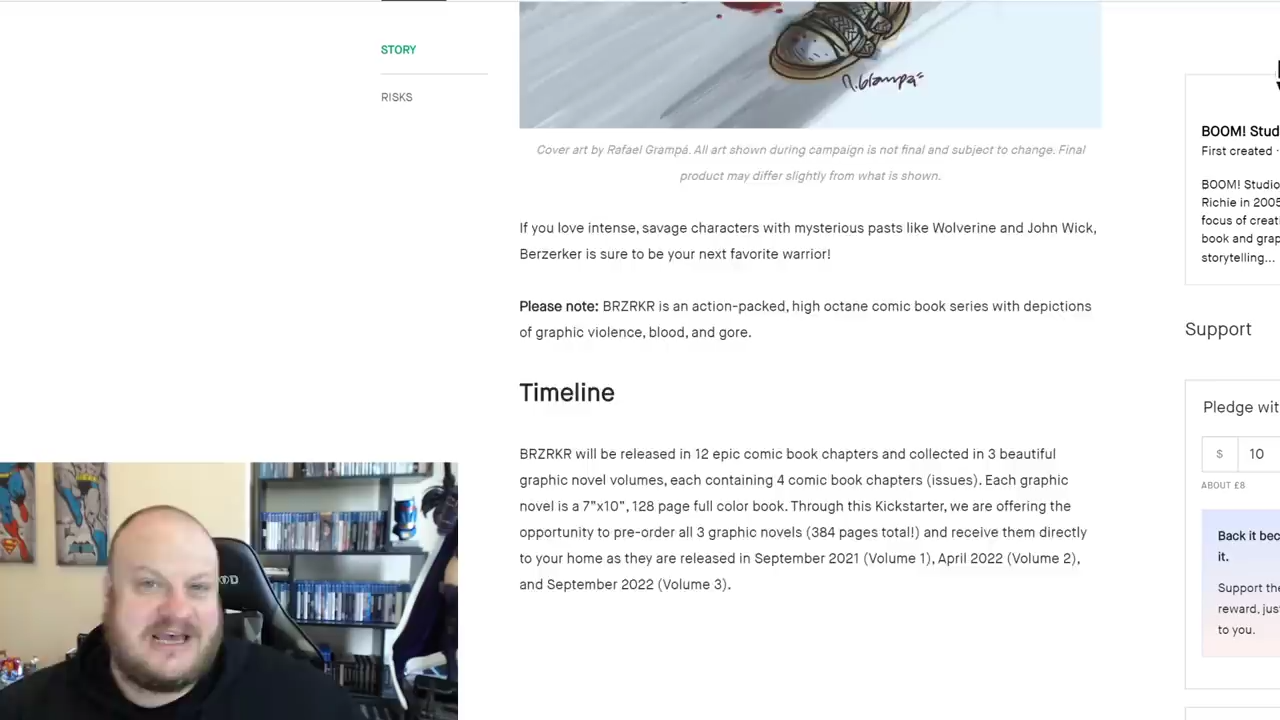 STORY
RISKS
R.Grampá
Cover art by Rafael Grampá. All art shown during campaign is not final and subject to change. Final
product may differ slightly from what is shown.
If you love intense, savage characters with mysterious pasts like Wolverine and John Wick,
Berzerker is sure to be your next favorite warrior!
Please note: BRZRKR is an action-packed, high octane comic book series with depictions
of graphic violence, blood, and gore.
Timeline
BRZRKR will be released in 12 epic comic book chapters and collected in 3 beautiful
graphic novel volumes, each containing 4 comic book chapters (issues). Each graphic
novel is a 7”x10”, 128 page full color book. Through this Kickstarter, we are offering the
opportunity to pre-order all 3 graphic novels (384 pages total!) and receive them directly
to your home as they are released in September 2021 (Volume 1), April 2022 (Volume 2),
and September 2022 (Volume 3).
BOOM! Stud
First created ·
BOOM! Studio
Richie in 2005
focus of creati
book and grap
storytelling...
Support
Pledge wit
$ 10
ABOUT £8
Back it bec
it.
Support the
reward, jus
to you.